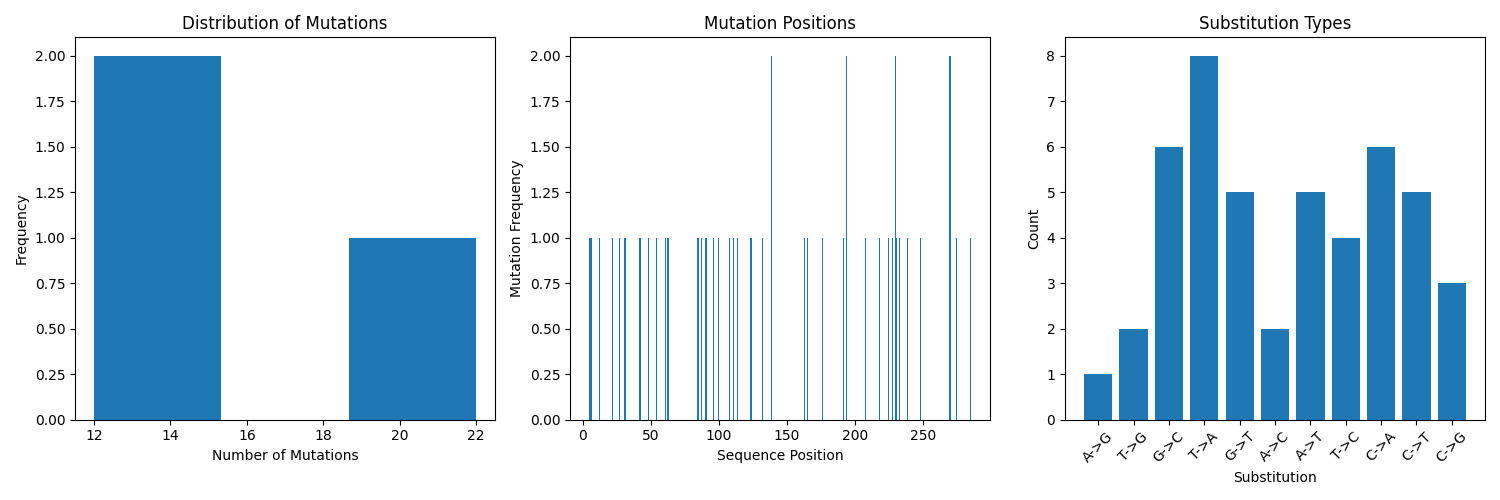 Distribution of Mutations
2.00
1.75
1.50
1.25
1.00
0.75
0.50
0.25
0.00
Frequency
12 14 16 18 20 22
Number of Mutations
Mutation Positions
2.00
1.75
1.50
1.25
1.00
0.75
0.50
0.25
0.00
Mutation Frequency
0 50 100 150 200 250
Sequence Position
Substitution Types
8
7
6
5
4
3
2
1
0
Count
A->G T->G G->C T->A G->T A->C A->T T->C C->A C->T C->G
Substitution